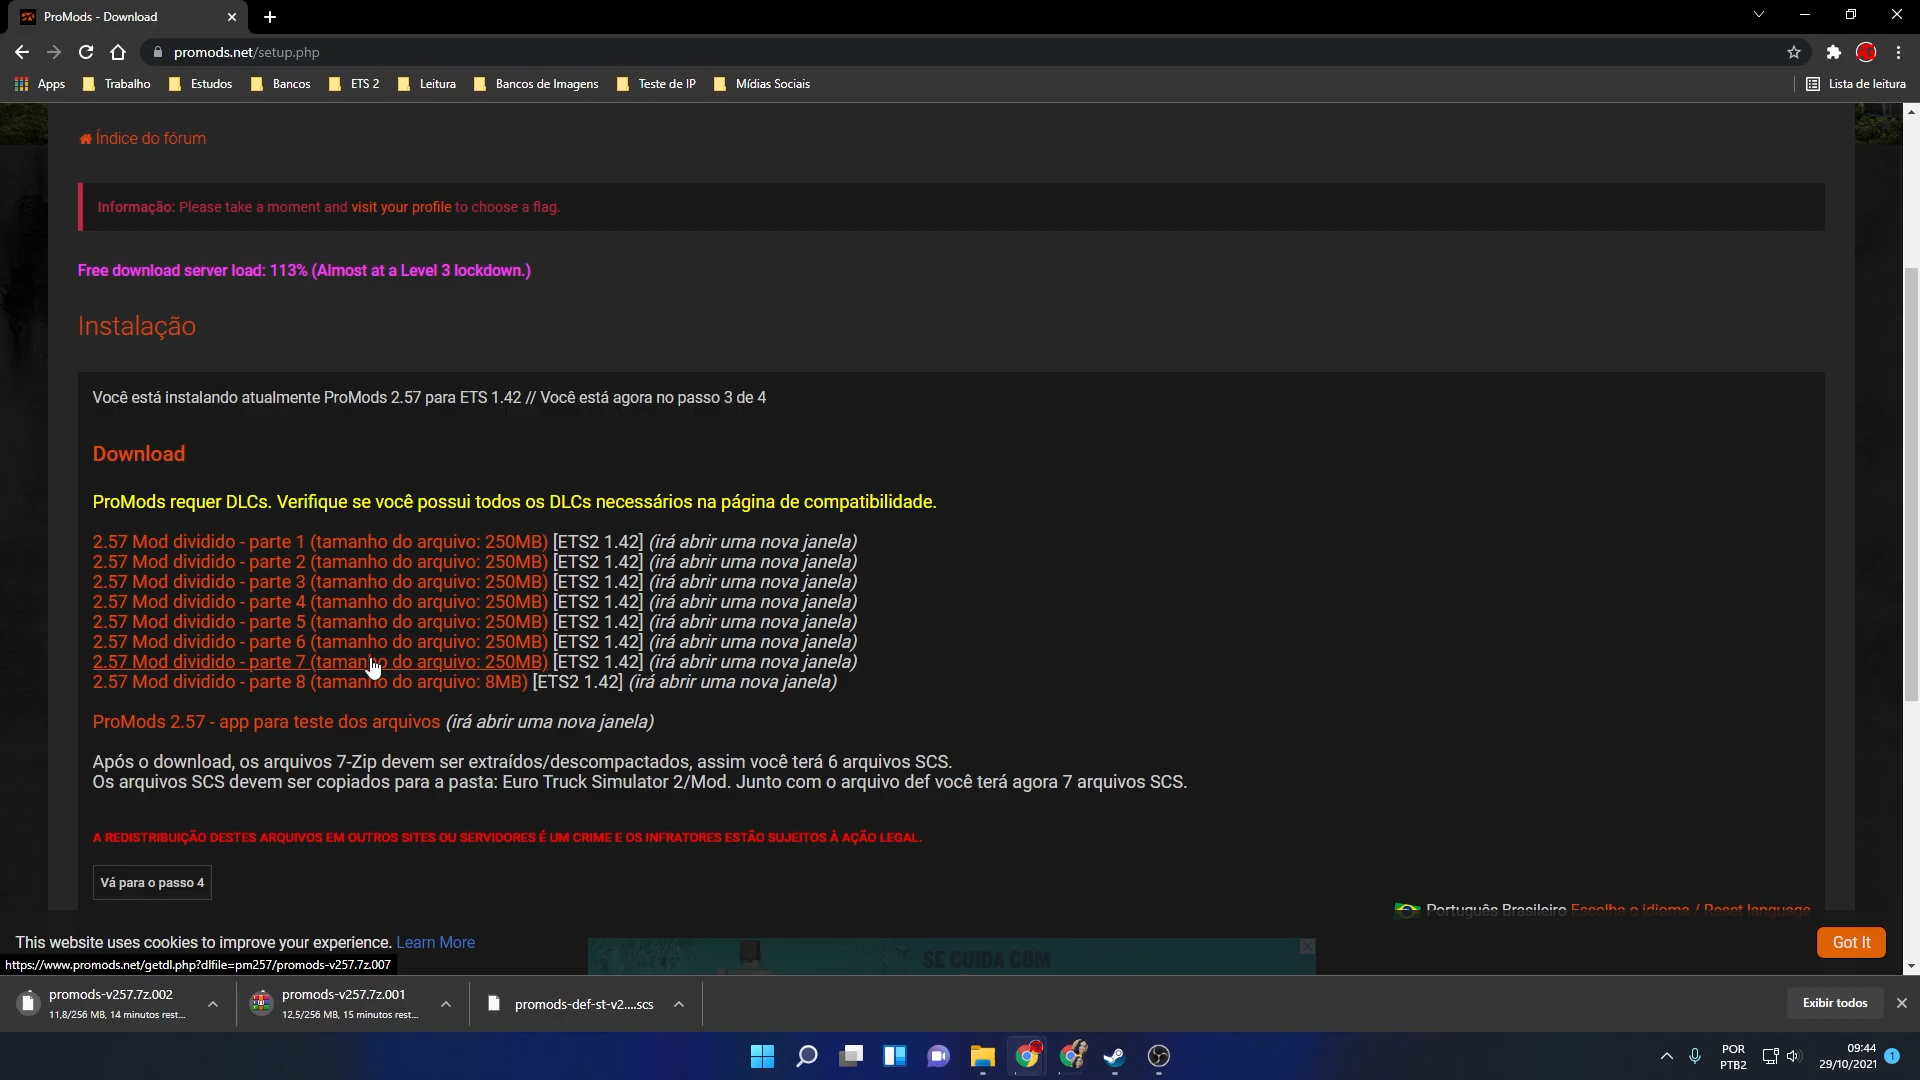 ProMods - Download
promods.net/setup.php
Apps Trabalho Estudos Bancos ETS 2 Leitura Bancos de Imagens Teste de IP Mídias Sociais Lista de leitura
Índice do fórum
Informação: Please take a moment and visit your profile to choose a flag.
Free download server load: 113% (Almost at a Level 3 lockdown.)
Instalação
Você está instalando atualmente ProMods 2.57 para ETS 1.42 // Você está agora no passo 3 de 4
Download
ProMods requer DLCs. Verifique se você possui todos os DLCs necessários na página de compatibilidade.
2.57 Mod dividido - parte 1 (tamanho do arquivo: 250MB) [ETS2 1.42] (irá abrir uma nova janela)
2.57 Mod dividido - parte 2 (tamanho do arquivo: 250MB) [ETS2 1.42] (irá abrir uma nova janela)
2.57 Mod dividido - parte 3 (tamanho do arquivo: 250MB) [ETS2 1.42] (irá abrir uma nova janela)
2.57 Mod dividido - parte 4 (tamanho do arquivo: 250MB) [ETS2 1.42] (irá abrir uma nova janela)
2.57 Mod dividido - parte 5 (tamanho do arquivo: 250MB) [ETS2 1.42] (irá abrir uma nova janela)
2.57 Mod dividido - parte 6 (tamanho do arquivo: 250MB) [ETS2 1.42] (irá abrir uma nova janela)
2.57 Mod dividido - parte 7 (tamanho do arquivo: 250MB) [ETS2 1.42] (irá abrir uma nova janela)
2.57 Mod dividido - parte 8 (tamanho do arquivo: 8MB) [ETS2 1.42] (irá abrir uma nova janela)
ProMods 2.57 - app para teste dos arquivos (irá abrir uma nova janela)
Após o download, os arquivos 7-Zip devem ser extraídos/descompactados, assim você terá 6 arquivos SCS.
Os arquivos SCS devem ser copiados para a pasta: Euro Truck Simulator 2/Mod. Junto com o arquivo def você terá agora 7 arquivos SCS.
A REDISTRIBUIÇÃO DESTES ARQUIVOS EM OUTROS SITES OU SERVIDORES É UM CRIME E OS INFRATORES ESTÃO SUJEITOS À AÇÃO LEGAL.
Vá para o passo 4
Português Brasileiro Escolha o idioma / Reset language
This website uses cookies to improve your experience. Learn More
Got It
SE CUIDA COM
https://www.promods.net/getdl.php?dlfile=pm257/promods-v257.7z.007
promods-v257.7z.002
11,8/256 MB, 14 minutos rest...
promods-v257.7z.001
12,5/256 MB, 15 minutos rest...
promods-def-st-v2....scs
Exibir todos
POR
PTB2
09:44
29/10/2021
1